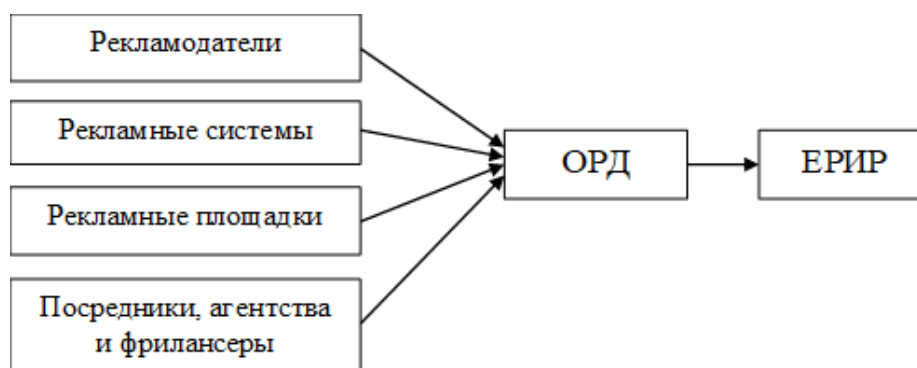 Рекламодатели
Рекламные системы
Рекламные площадки
Посредники, агентства
и фрилансеры
ОРД
ЕРИР